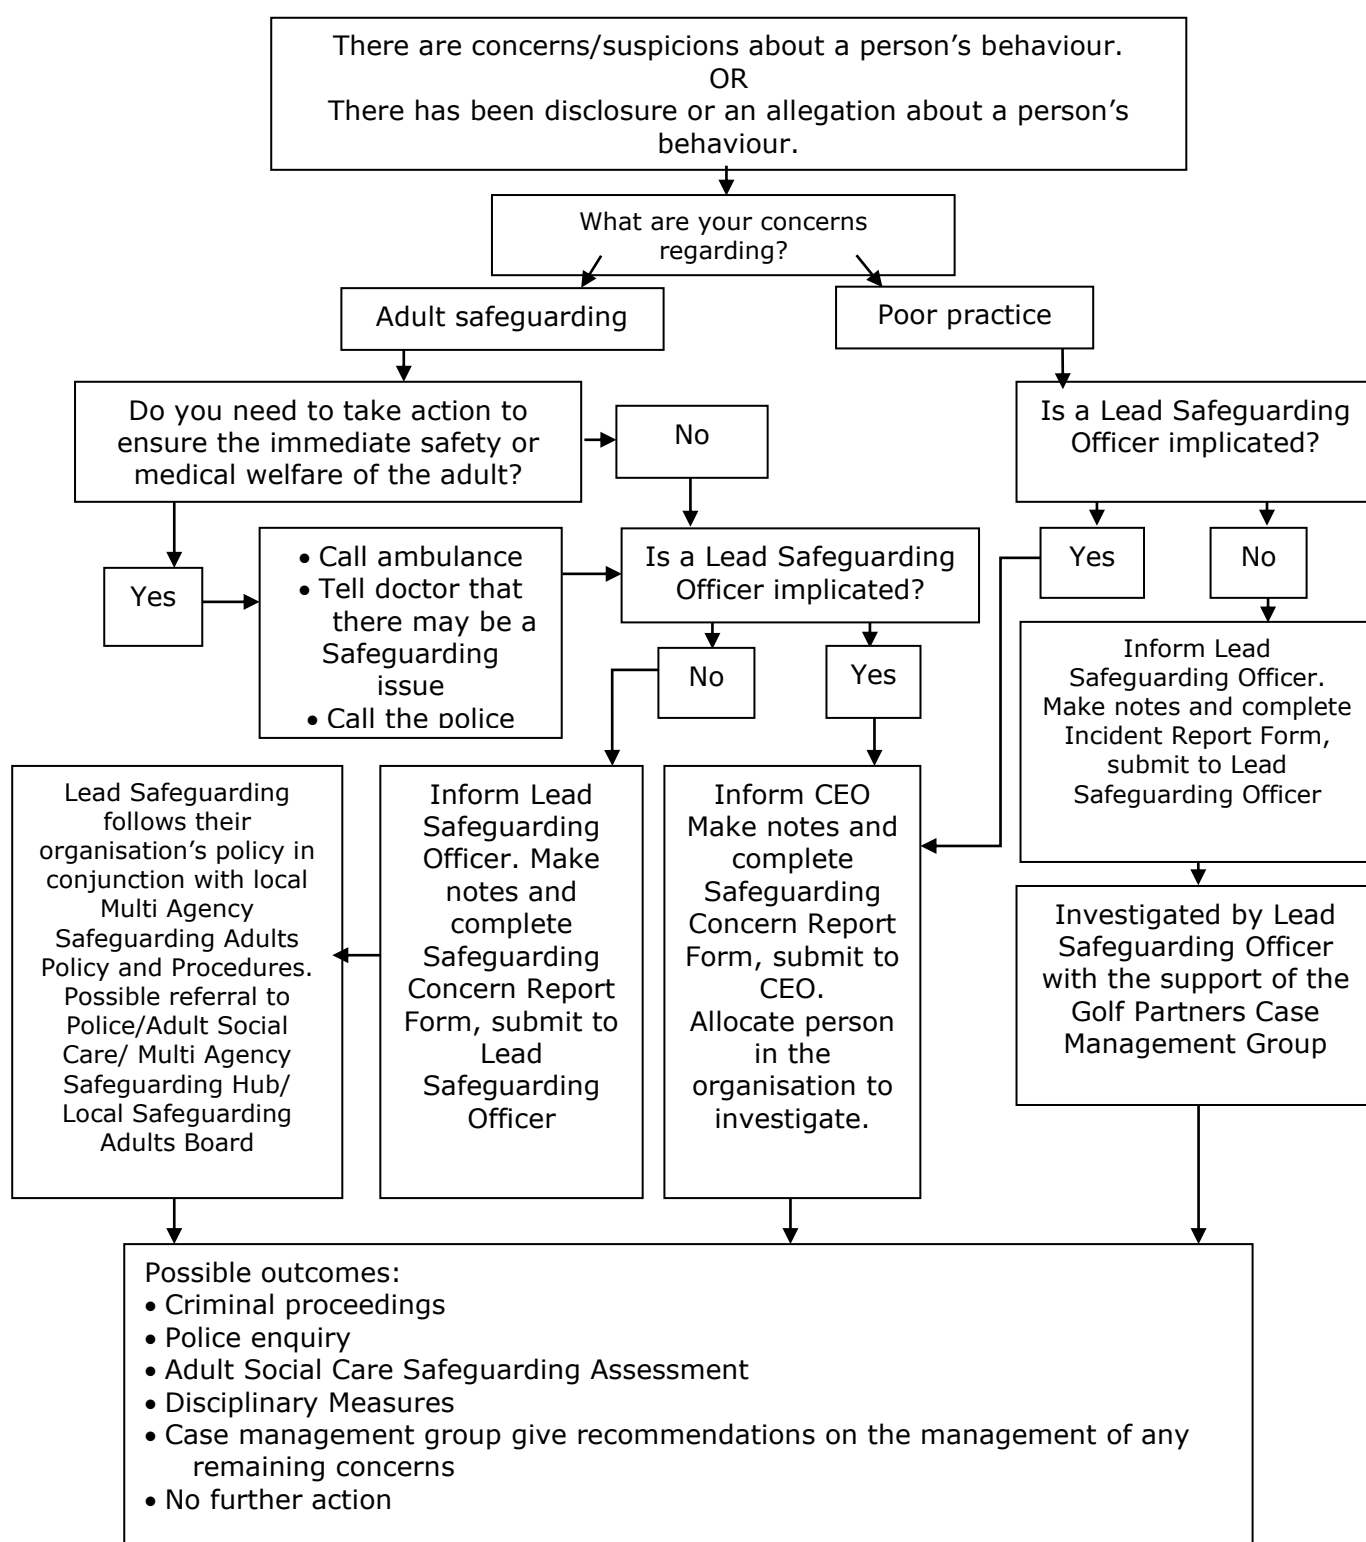 There are concerns/suspicions about a person’s behaviour.
OR
There has been disclosure or an allegation about a person’s
behaviour.
What are your concerns
regarding?
Adult safeguarding
Poor practice
Do you need to take action to
ensure the immediate safety or
medical welfare of the adult?
No
Is a Lead Safeguarding
Officer implicated?
Yes
• Call ambulance
• Tell doctor that
there may be a
Safeguarding
issue
• Call the police
Is a Lead Safeguarding
Officer implicated?
Yes
No
No
Yes
Inform Lead
Safeguarding Officer.
Make notes and complete
Incident Report Form,
submit to Lead
Safeguarding Officer
Lead Safeguarding
follows their
organisation’s policy in
conjunction with local
Multi Agency
Safeguarding Adults
Policy and Procedures.
Possible referral to
Police/Adult Social
Care/ Multi Agency
Safeguarding Hub/
Local Safeguarding
Adults Board
Inform Lead
Safeguarding
Officer. Make
notes and
complete
Safeguarding
Concern Report
Form, submit to
Lead
Safeguarding
Officer
Inform CEO
Make notes and
complete
Safeguarding
Concern Report
Form, submit to
CEO.
Allocate person
in the
organisation to
investigate.
Investigated by Lead
Safeguarding Officer
with the support of the
Golf Partners Case
Management Group
Possible outcomes:
• Criminal proceedings
• Police enquiry
• Adult Social Care Safeguarding Assessment
• Disciplinary Measures
• Case management group give recommendations on the management of any
remaining concerns
• No further action